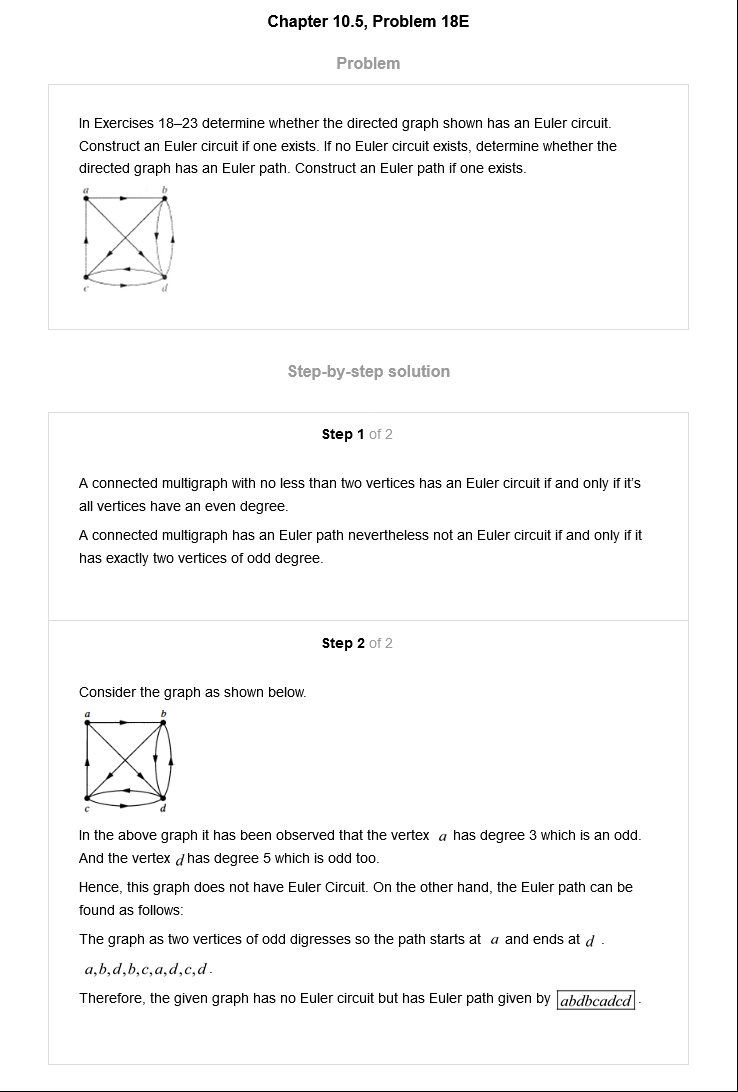 Chapter 10.5, Problem 18E
Problem
In Exercises 18–23 determine whether the directed graph shown has an Euler circuit.
Construct an Euler circuit if one exists. If no Euler circuit exists, determine whether the
directed graph has an Euler path. Construct an Euler path if one exists.
a b
c d
Step-by-step solution
Step 1 of 2
A connected multigraph with no less than two vertices has an Euler circuit if and only if it's
all vertices have an even degree.
A connected multigraph has an Euler path nevertheless not an Euler circuit if and only if it
has exactly two vertices of odd degree.
Step 2 of 2
Consider the graph as shown below.
a b
c d
In the above graph it has been observed that the vertex a has degree 3 which is an odd.
And the vertex d has degree 5 which is odd too.
Hence, this graph does not have Euler Circuit. On the other hand, the Euler path can be
found as follows:
The graph as two vertices of odd digresses so the path starts at a and ends at d .
a,b,d,b,c,a,d,c,d.
Therefore, the given graph has no Euler circuit but has Euler path given by abdbcadcd.